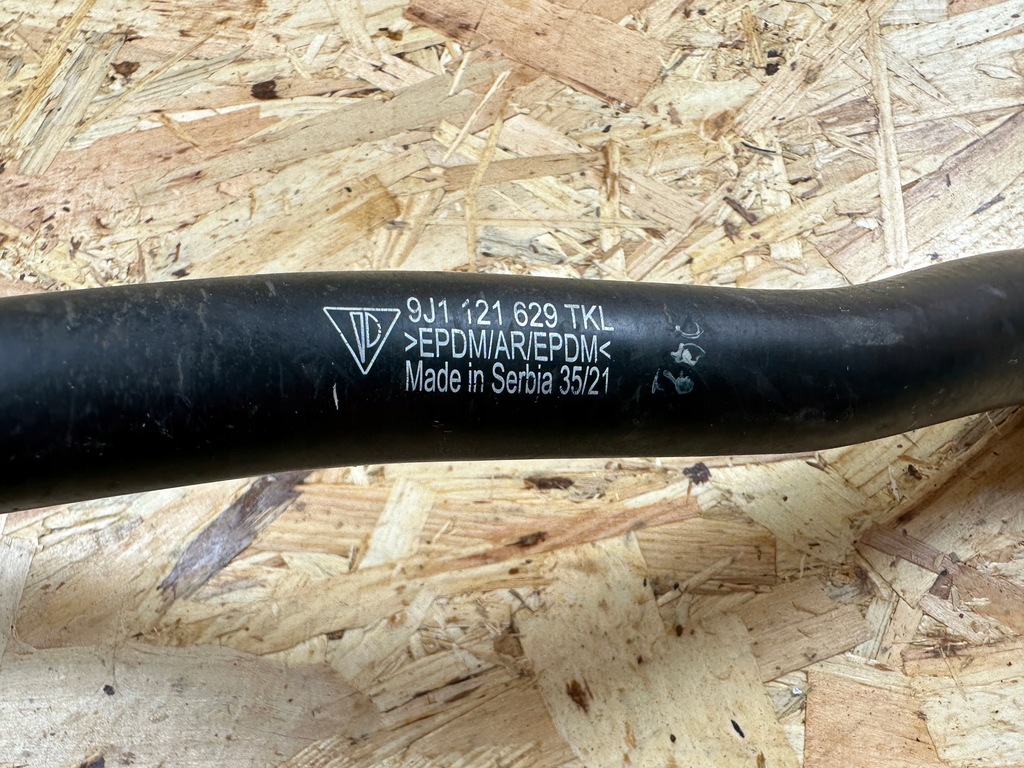 9J1 121 629 TKL
>EPDM/AR/EPDM<
Made in Serbia 35/21